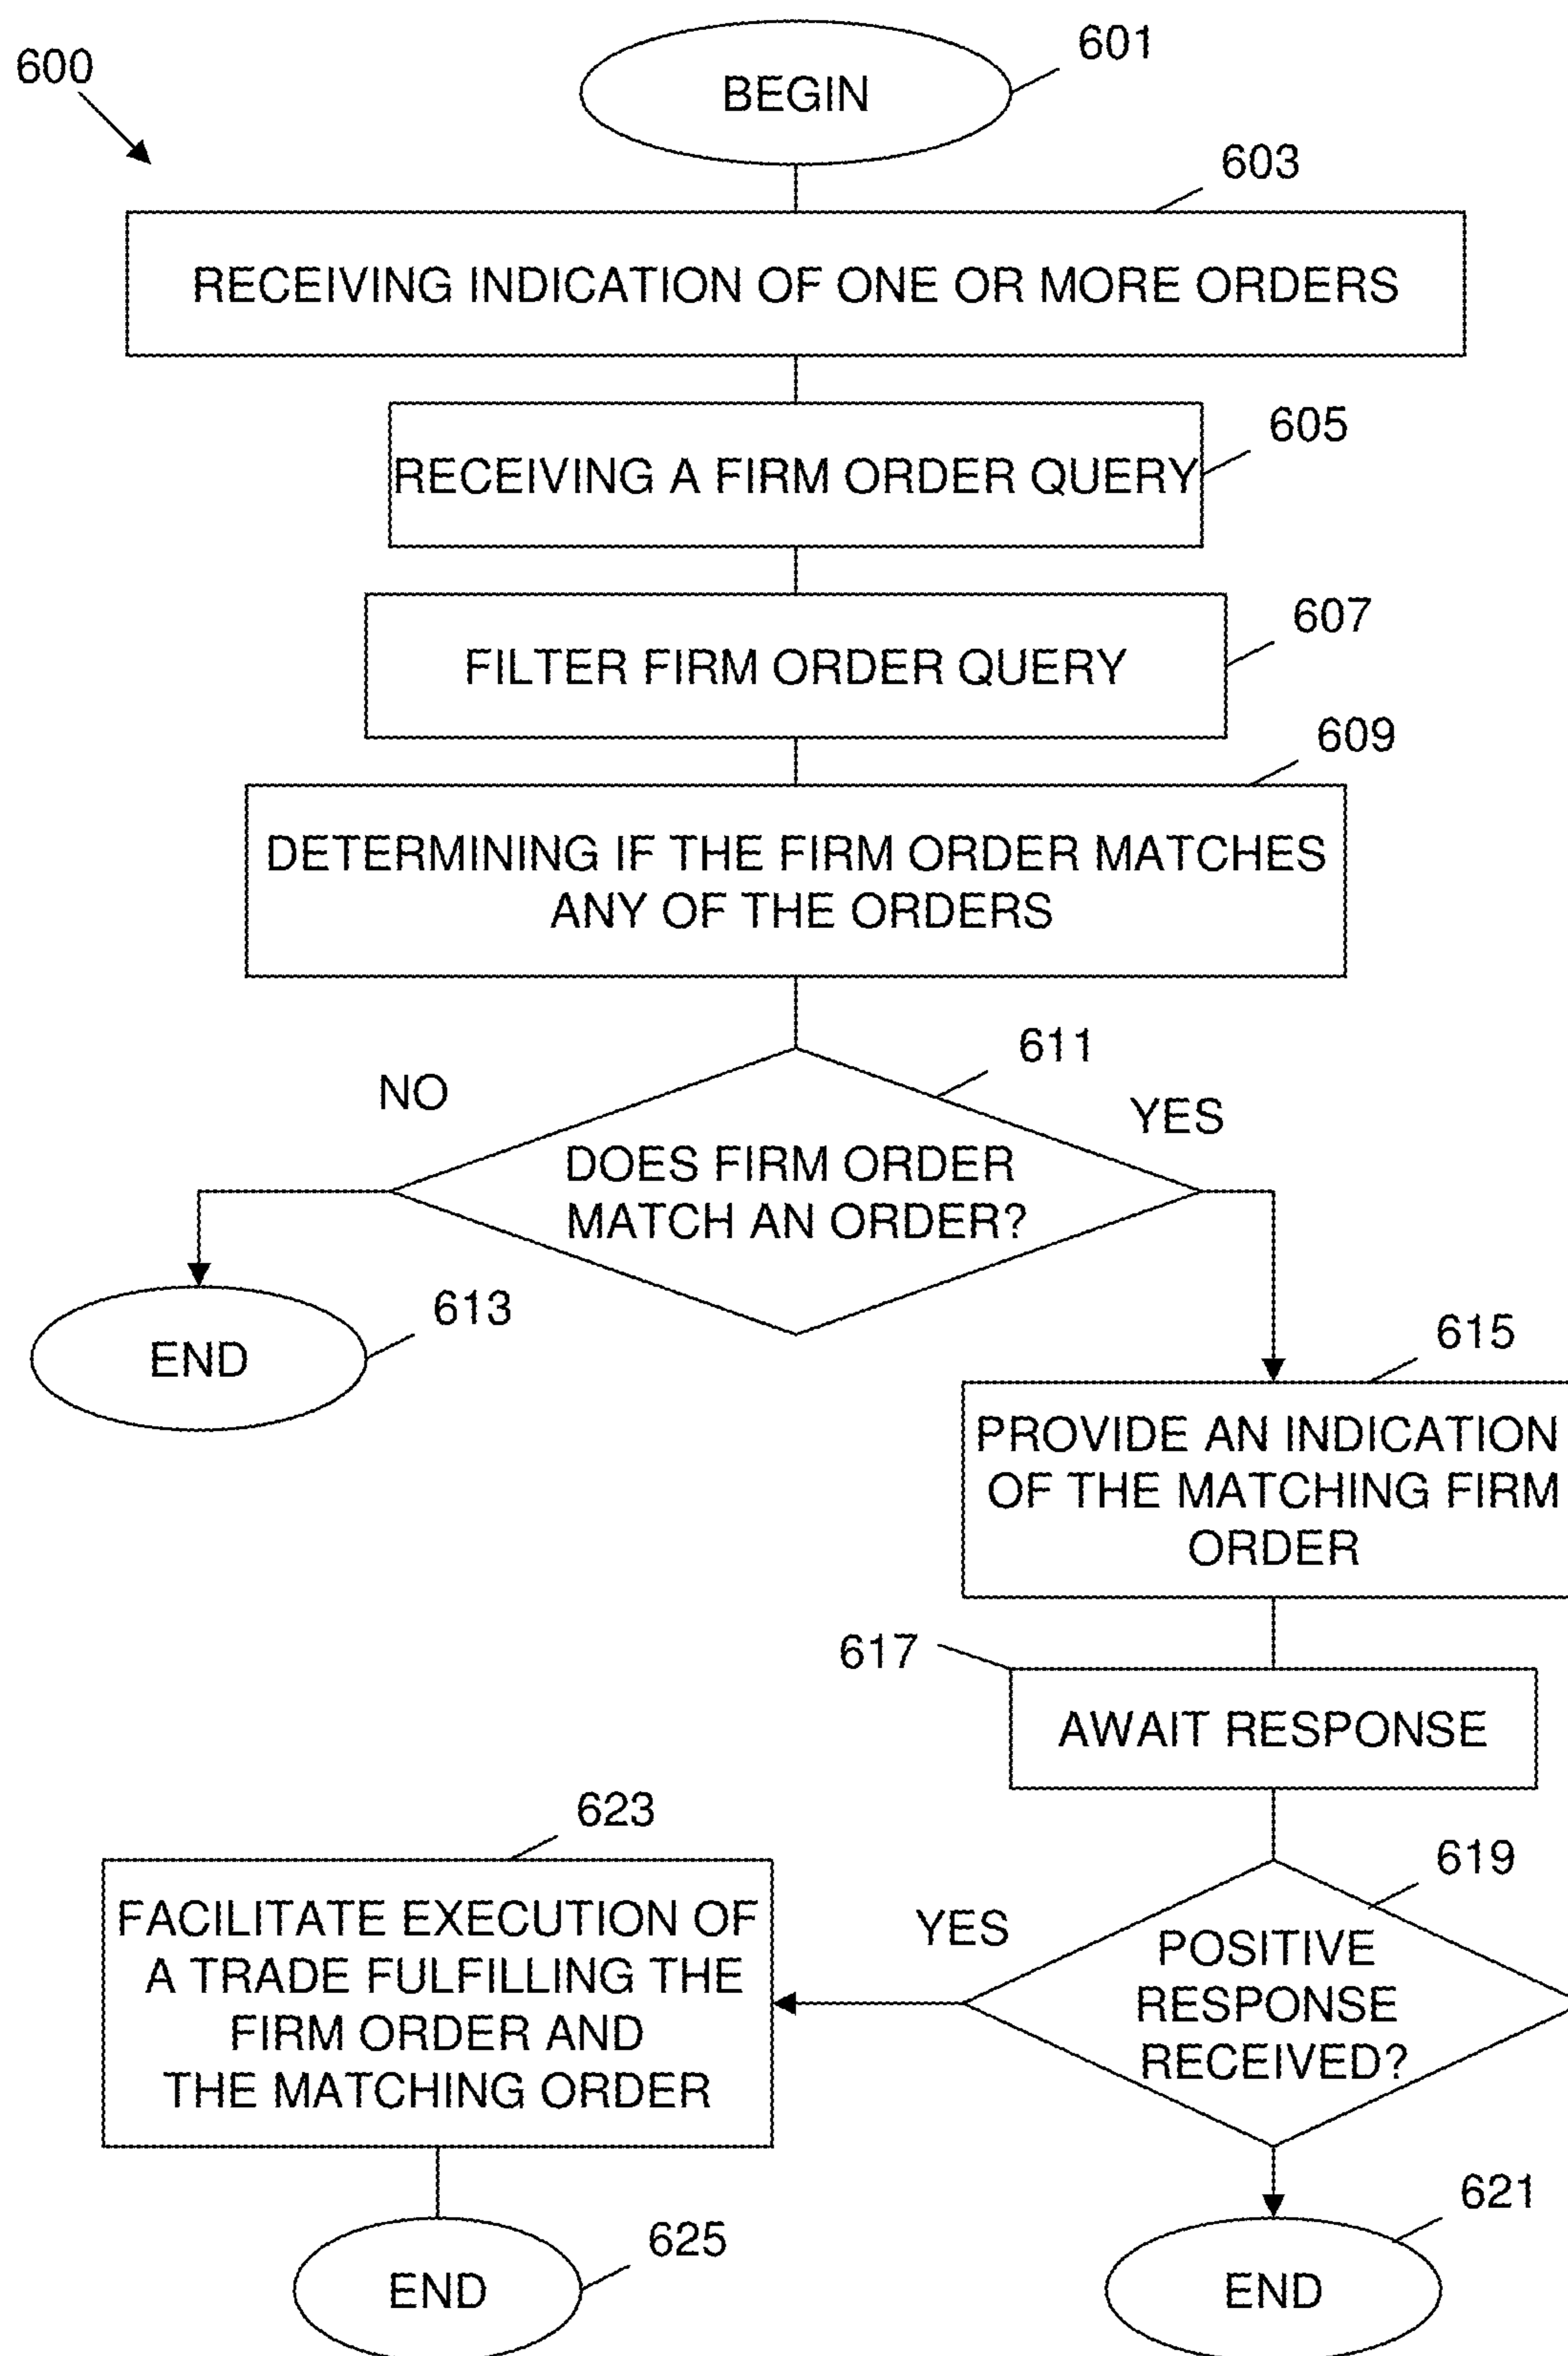 600
601
BEGIN
603
RECEIVING INDICATION OF ONE OR MORE ORDERS
605
RECEIVING A FIRM ORDER QUERY
607
FILTER FIRM ORDER QUERY
609
DETERMINING IF THE FIRM ORDER MATCHES
ANY OF THE ORDERS
611
NO
YES
DOES FIRM ORDER
MATCH AN ORDER?
613
END
615
PROVIDE AN INDICATION
OF THE MATCHING FIRM
ORDER
617
AWAIT RESPONSE
619
POSITIVE
RESPONSE
RECEIVED?
YES
623
FACILITATE EXECUTION OF
A TRADE FULFILLING THE
FIRM ORDER AND
THE MATCHING ORDER
621
END
625
END